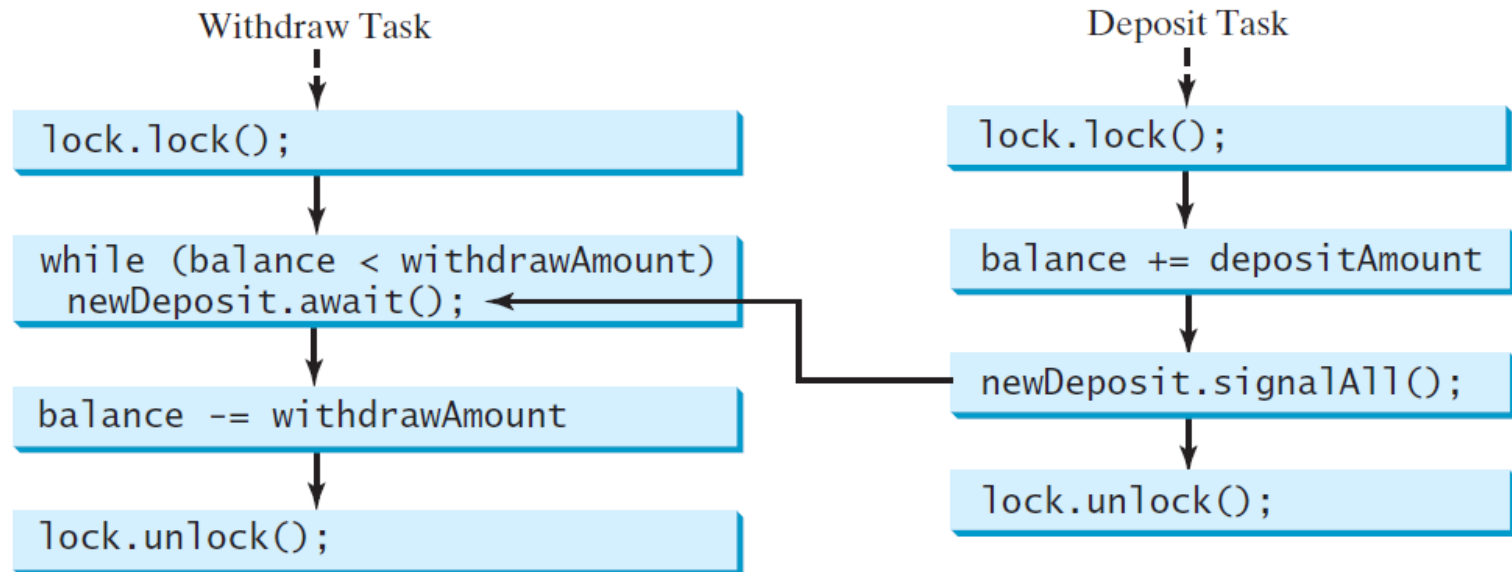 Withdraw Task
lock.lock();
while (balance < withdrawAmount)
newDeposit.await();
balance -= withdrawAmount
lock.unlock();
Deposit Task
lock.lock();
balance += depositAmount
newDeposit.signalAll();
lock.unlock();